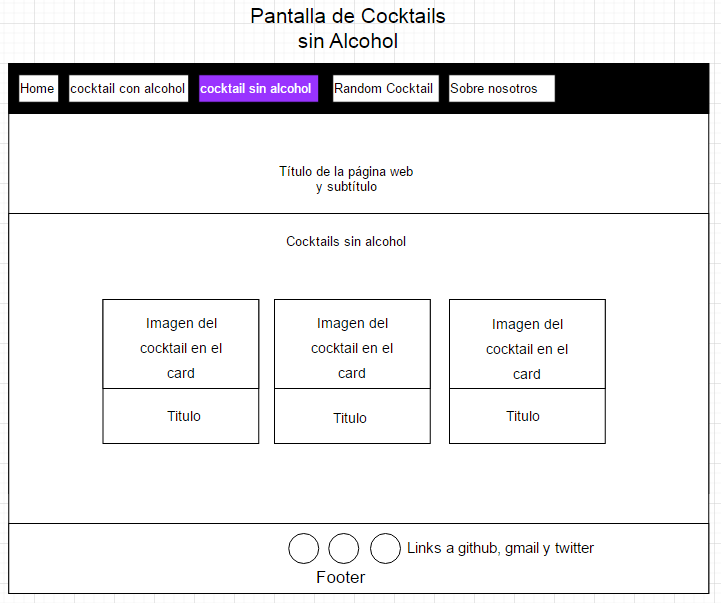 Pantalla de Cocktails
sin Alcohol
Home
cocktail con alcohol
cocktail sin alcohol
Random Cocktail
Sobre nosotros
Título de la página web
y subtítulo
Cocktails sin alcohol
Imagen del
cocktail en el
card
Titulo
Imagen del
cocktail en el
card
Titulo
Imagen del
cocktail en el
card
Titulo
Links a github, gmail y twitter
Footer